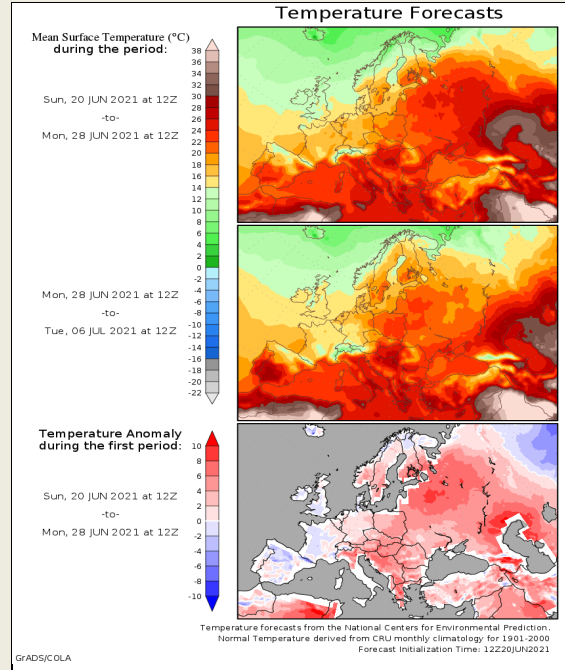 Temperature Forecasts
Mean Surface Temperature (°C)
during the period:
Sun, 20 JUN 2021 at 12Z
-to-
Mon, 28 JUN 2021 at 12Z
38
36
34
32
30
28
26
24
22
20
18
16
14
12
10
8
6
4
2
0
-2
-4
-6
-8
-10
-12
-14
-16
-18
-20
-22
Mon, 28 JUN 2021 at 12Z
-to-
Tue, 06 JUL 2021 at 12Z
Temperature Anomaly
during the first period:
Sun, 20 JUN 2021 at 12Z
-to-
Mon, 28 JUN 2021 at 12Z
10
8
6
4
2
0
-2
-4
-6
-8
-10
Temperature forecasts from the National Centers for Environmental Prediction.
Normal Temperature derived from CRU monthly climatology for 1901-2000
Forecast Initialization Time: 12Z20JUN2021
GrADS/COLA